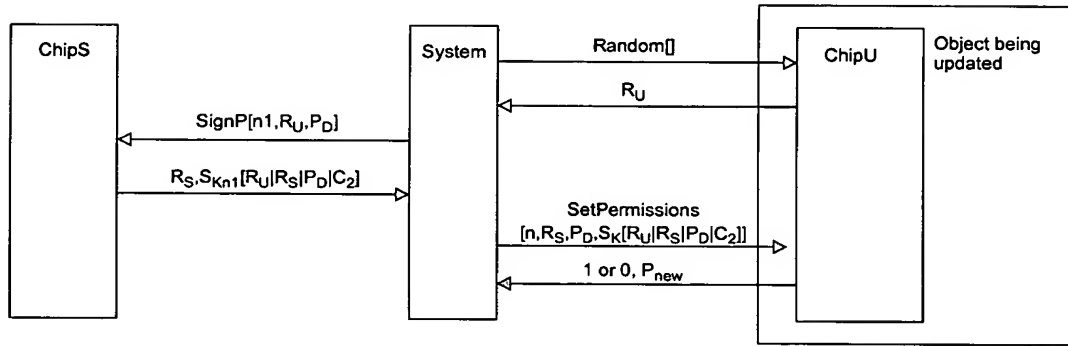 ChipS
System
Random[]
ChipU
Object being
updated
R_U
SignP[n1,R_U,P_D]
R_S,S_Kn1[R_U|R_S|P_D|C_2]
SetPermissions
[n,R_S,P_D,S_K[R_U|R_S|P_D|C_2]]
1 or 0, P_new